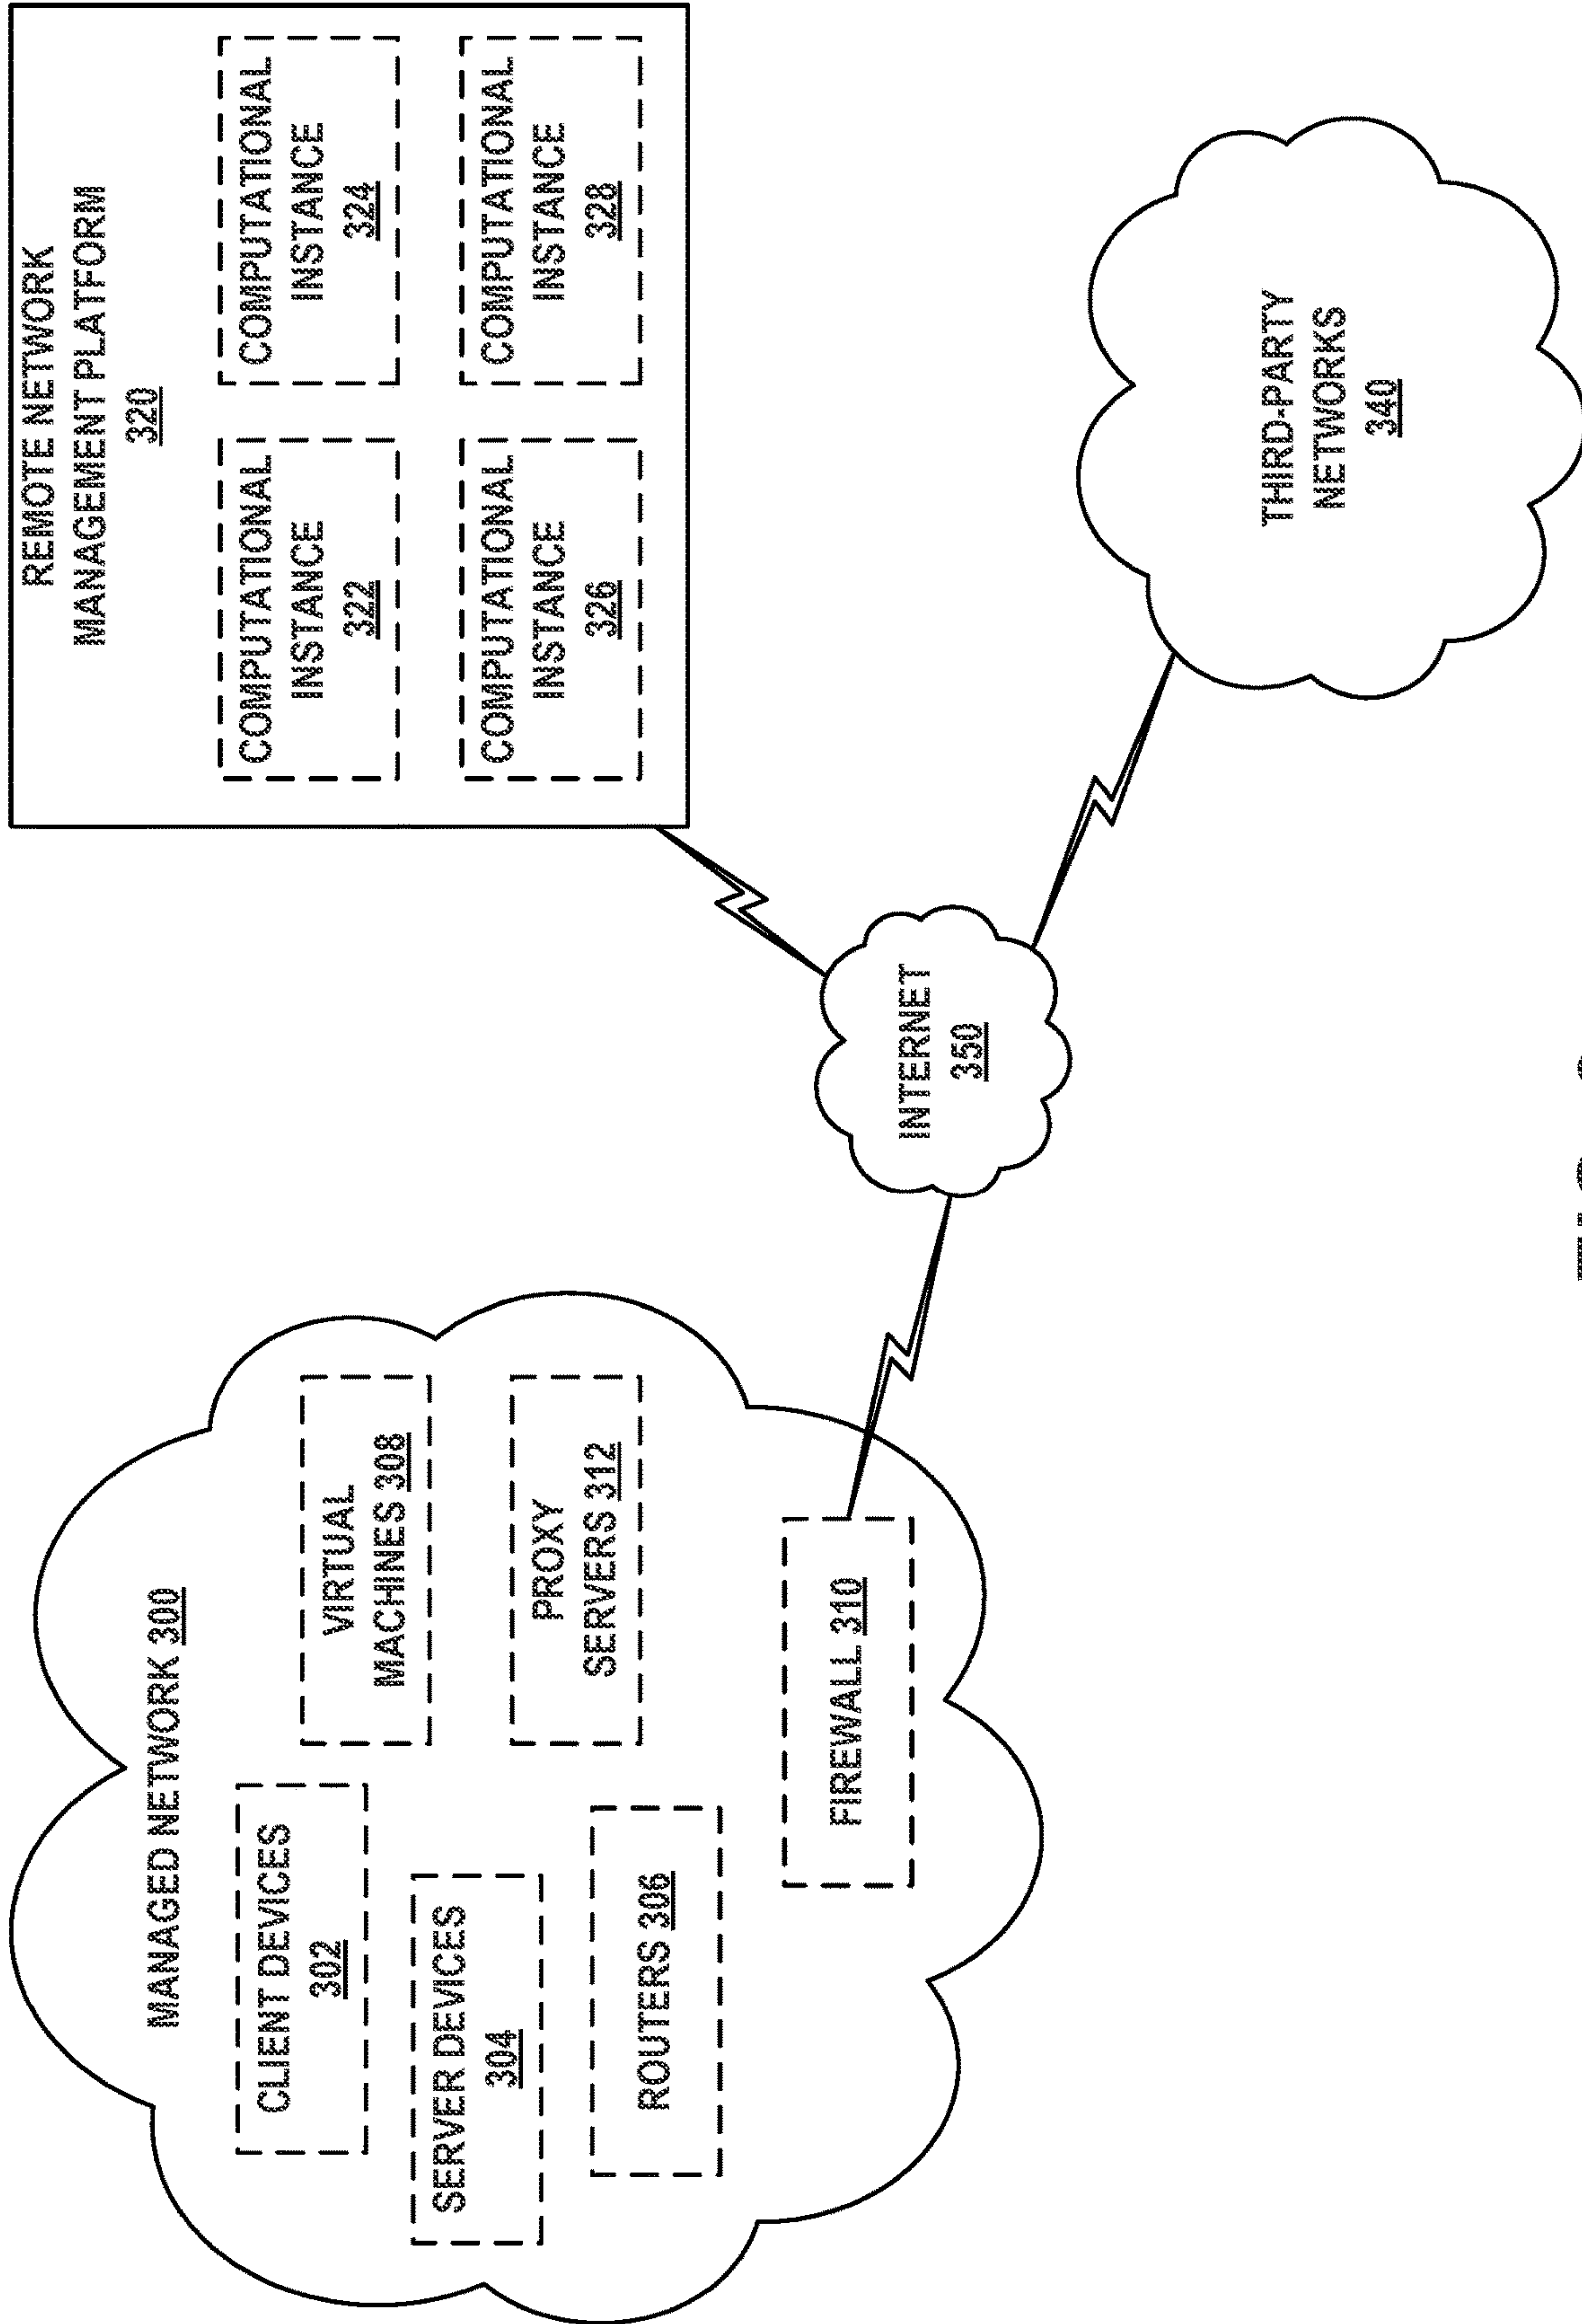 MANAGED NETWORK 300
CLIENT DEVICES
302
SERVER DEVICES
304
ROUTERS 306
VIRTUAL
MACHINES 308
PROXY
SERVERS 312
FIREWALL 310
INTERNET
350
REMOTE NETWORK
MANAGEMENT PLATFORM
320
COMPUTATIONAL
INSTANCE
322
COMPUTATIONAL
INSTANCE
324
COMPUTATIONAL
INSTANCE
326
COMPUTATIONAL
INSTANCE
328
THIRD-PARTY
NETWORKS
340